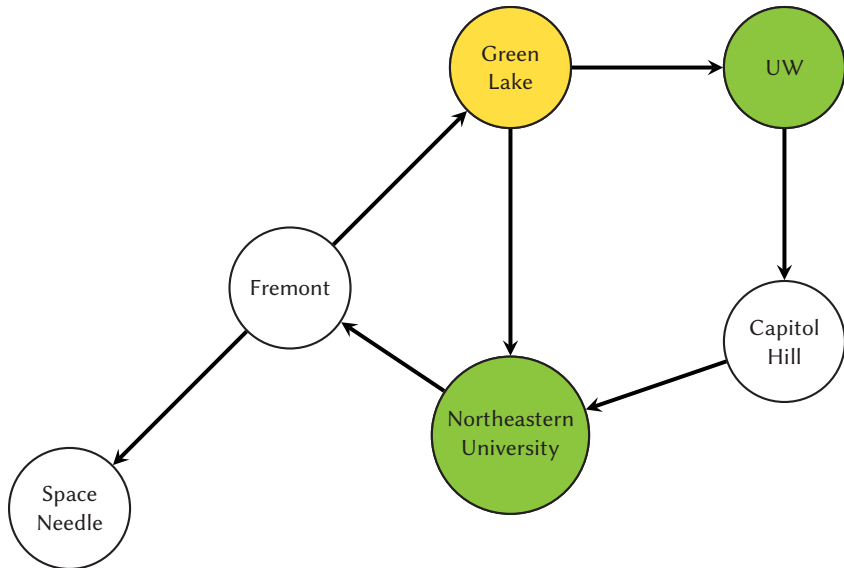 Green
Lake
UW
Fremont
Capitol
Hill
Northeastern
University
Space
Needle